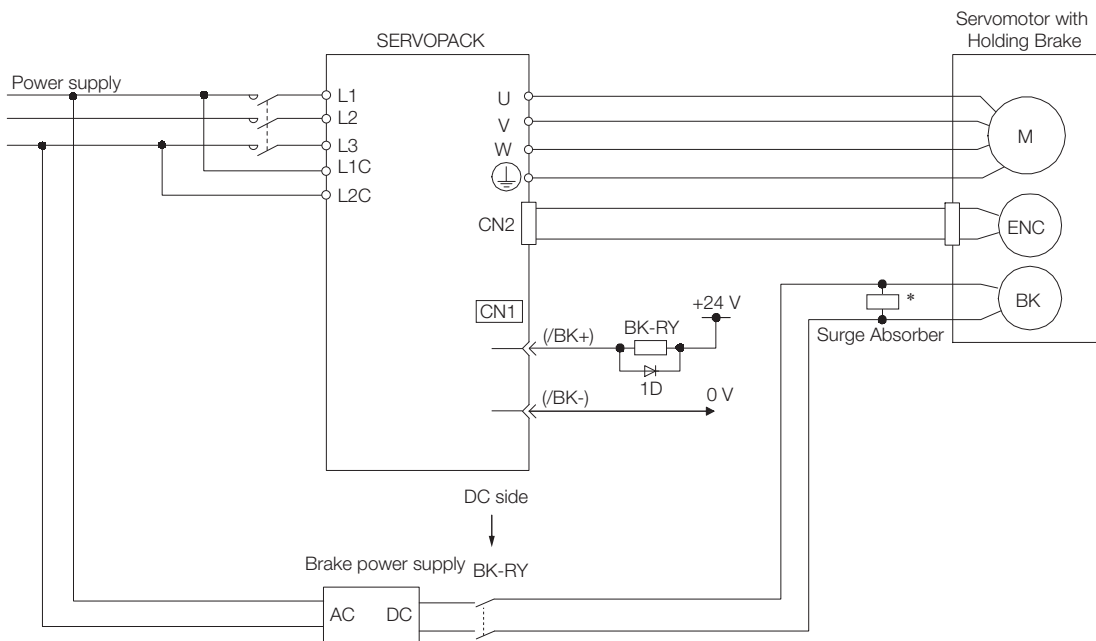 Servomotor with
Holding Brake
SERVOPACK
Power supply
L1
L2
L3
L1C
L2C
U
V
W
M
CN2
ENC
CN1
+24 V
BK
(/BK+)
BK-RY
*
Surge Absorber
1D
(/BK-)
0 V
DC side
Brake power supply
BK-RY
AC
DC